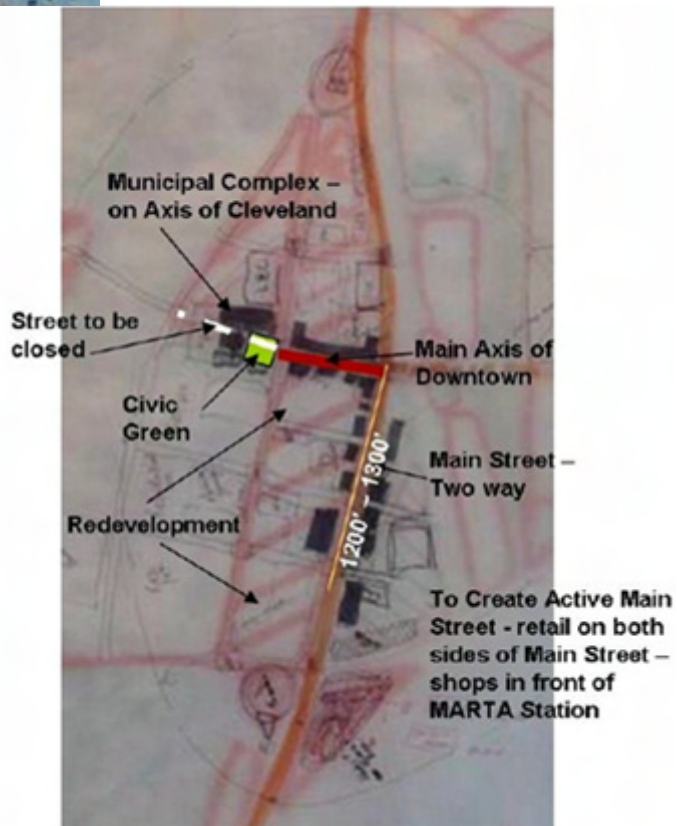 Municipal Complex –
on Axis of Cleveland
Street to be
closed
Main Axis of
Downtown
Civic
Green
Main Street –
Two way
1200' - 1300'
Redevelopment
To Create Active Main
Street - retail on both
sides of Main Street –
shops in front of
MARTA Station